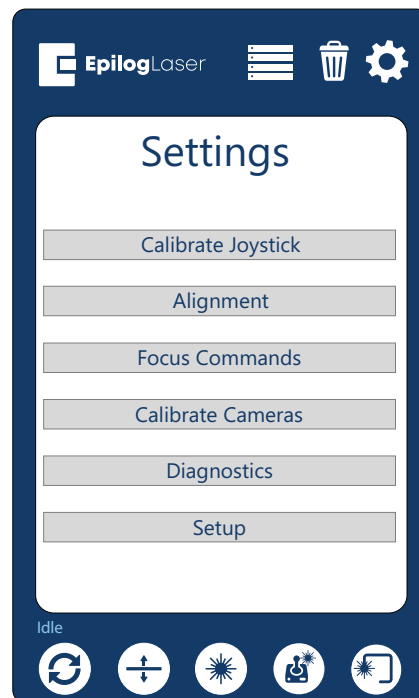 EpilogLaser
Settings
Calibrate Joystick
Alignment
Focus Commands
Calibrate Cameras
Diagnostics
Setup
Idle